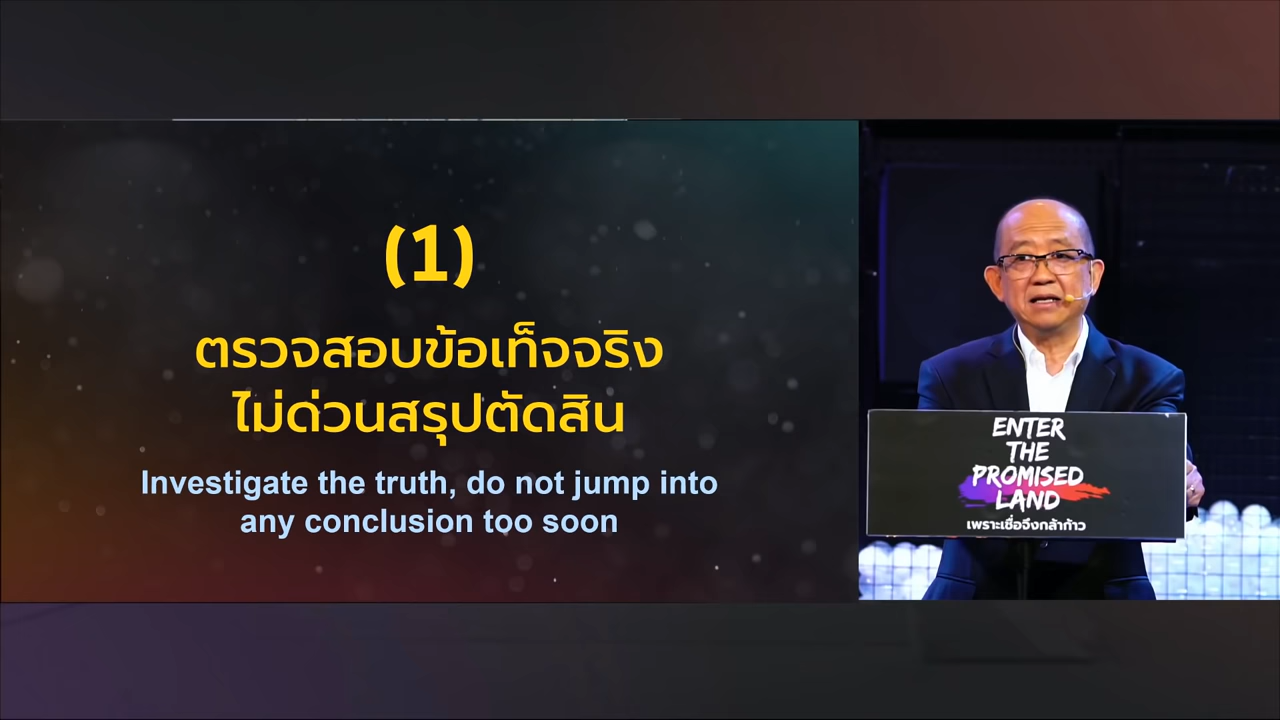 (1)
ตรวจสอบข้อเท็จจริง
ไม่ด่วนสรุปตัดสิน
Investigate the truth, do not jump into
any conclusion too soon
ENTER
THE
PROMISED
LAND
เพราะเชื่อจึงกล้าก้าว